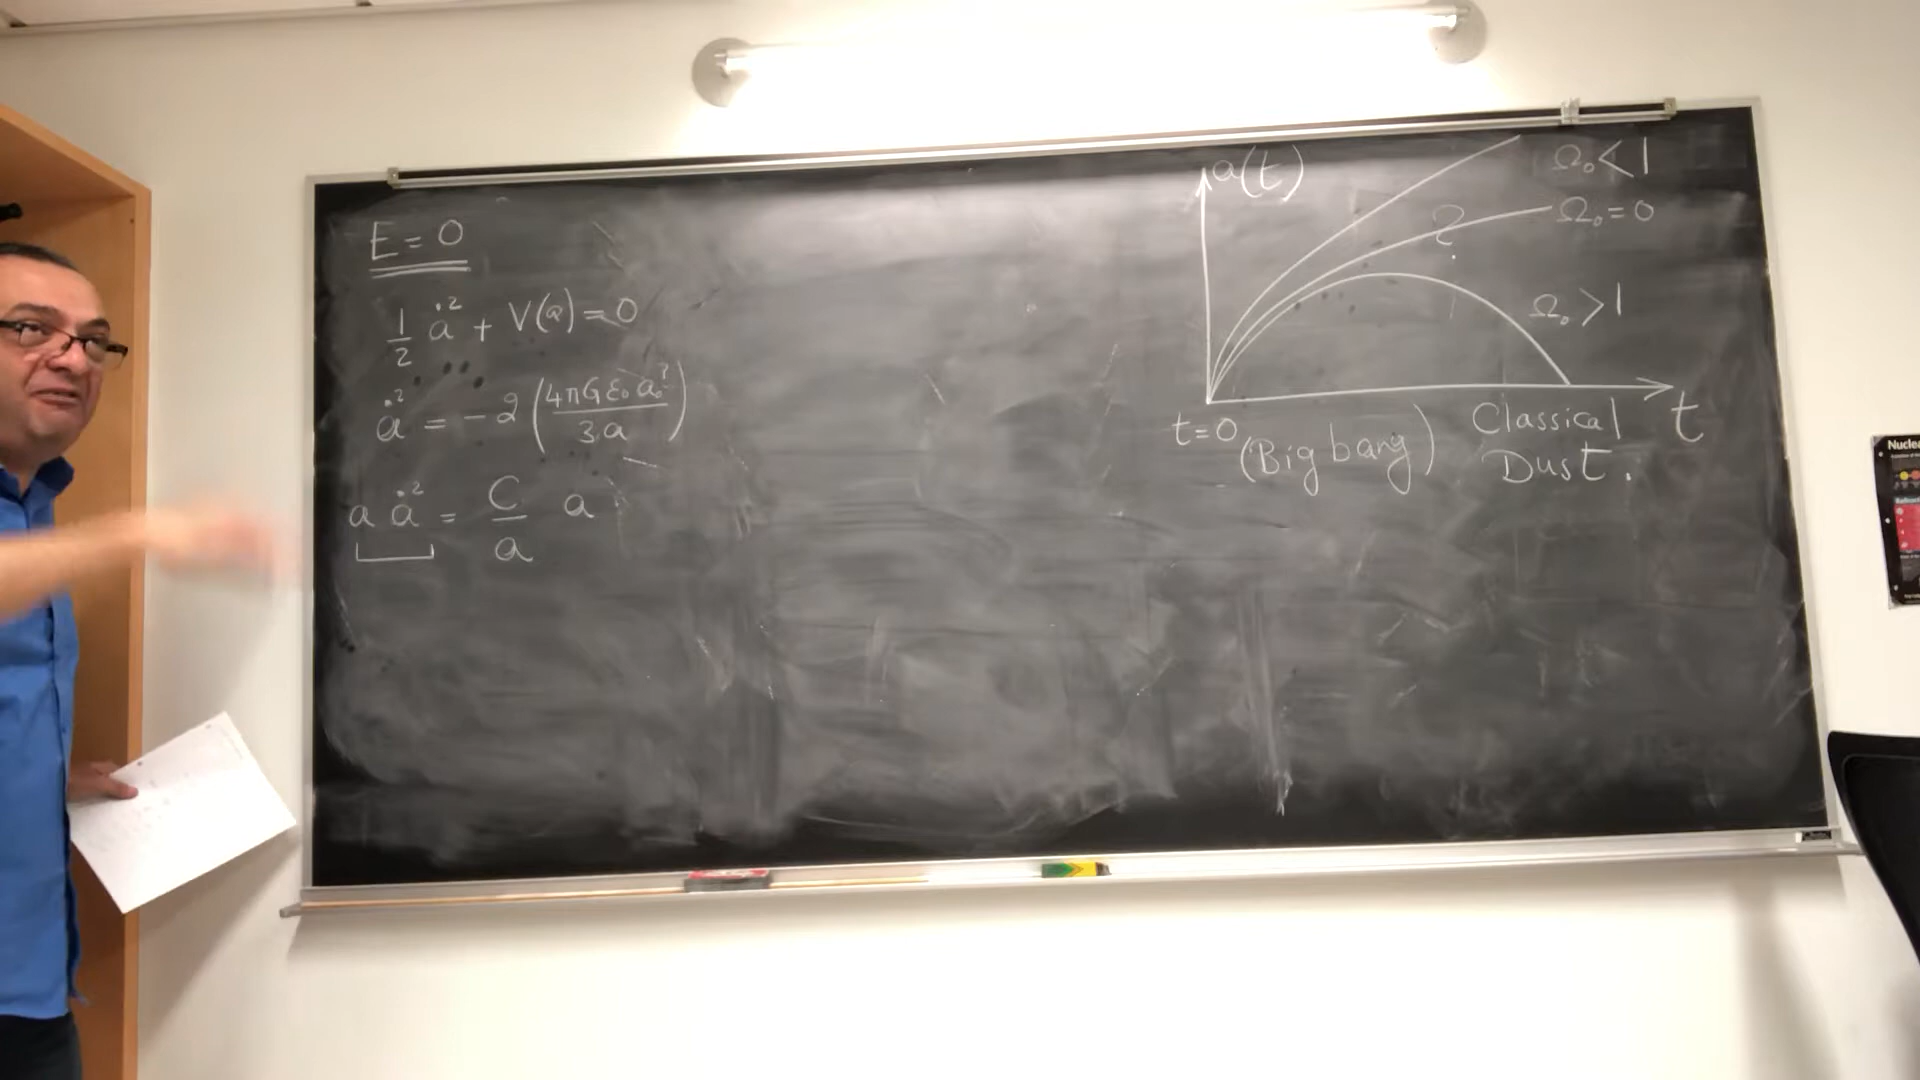 E = 0
1/2 ȧ² + V(a) = 0
ȧ² = -2 (4πGε₀a₀³/3a)
a ȧ² = C/a a
a(t)
Ω₀ < 1
Ω₀ = 0
?
Ω₀ > 1
t
t=0 (Big bang)
Classical
Dust.
Nuclea